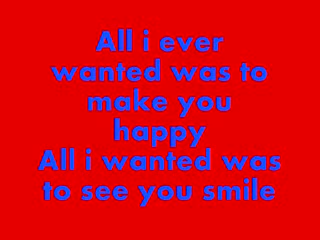 All i ever
wanted was to
make you
happy
All i wanted was
to see you smile